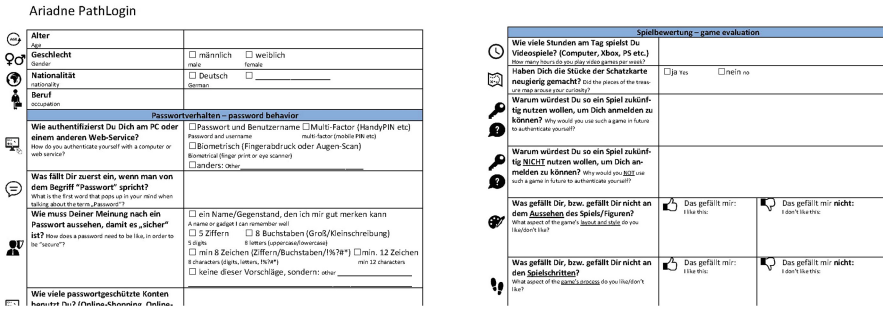 Ariadne PathLogin
Alter
Age
Geschlecht
Gender
☐ männlich ☐ weiblich
male female
Nationalität
nationality
☐ Deutsch ☐ ____________
German
Beruf
occupation
Passwortverhalten – password behavior
Wie authentifizierst Du Dich am PC oder
einem anderen Web-Service?
How do you authenticate yourself with a computer or
web service?
☐Passwort und Benutzername ☐Multi-Factor (HandyPIN etc)
Password and username multi-factor (mobile PIN etc)
☐Biometrisch (Fingerabdruck oder Augen-Scan)
Biometrical (finger print or eye scanner)
☐anders: Other____________
Was fällt Dir zuerst ein, wenn man von
dem Begriff "Passwort" spricht?
What is the first word that pops up in your mind when
talking about the term „Password"?
Wie muss Deiner Meinung nach ein
Passwort aussehen, damit es „sicher"
ist? How does a password need to be like, in order to
be "secure"?
☐ ein Name/Gegenstand, den ich mir gut merken kann
A name or gadget I can remember well
☐ 5 Ziffern ☐ 8 Buchstaben (Groß/Kleinschreibung)
5 digits 8 letters (uppercase/lowercase)
☐ min 8 Zeichen (Ziffern/Buchstaben/!%?#*) ☐min. 12 Zeichen
8 characters (digits, letters, !%?#*) min 12 characters
☐ keine dieser Vorschläge, sondern: other ____________
Wie viele passwortgeschützte Konten
benutzt Du? (Online-Shopping, Online-
Spielbewertung – game evaluation
Wie viele Stunden am Tag spielst Du
Videospiele? (Computer, Xbox, PS etc.)
How many hours do you play video games per week?
Haben Dich die Stücke der Schatzkarte
neugierig gemacht? Did the pieces of the treas-
ure map arouse your curiosity?
☐ja Yes ☐nein no
Warum würdest Du so ein Spiel zukünf-
tig nutzen wollen, um Dich anmelden zu
können? Why would you use such a game in future
to authenticate yourself?
Warum würdest Du so ein Spiel zukünf-
tig NICHT nutzen wollen, um Dich an-
melden zu können? Why would you NOT use
such a game in future to authenticate yourself?
Was gefällt Dir, bzw. gefällt Dir nicht an
dem Aussehen des Spiels/Figuren?
What aspect of the game's layout and style do you
like/don't like?
Das gefällt mir:
I like this:
Das gefällt mir nicht:
I don't like this:
Was gefällt Dir, bzw. gefällt Dir nicht an
den Spielschritten?
What aspect of the game's process do you like/don't
like?
Das gefällt mir:
I like this:
Das gefällt mir nicht:
I don't like this: